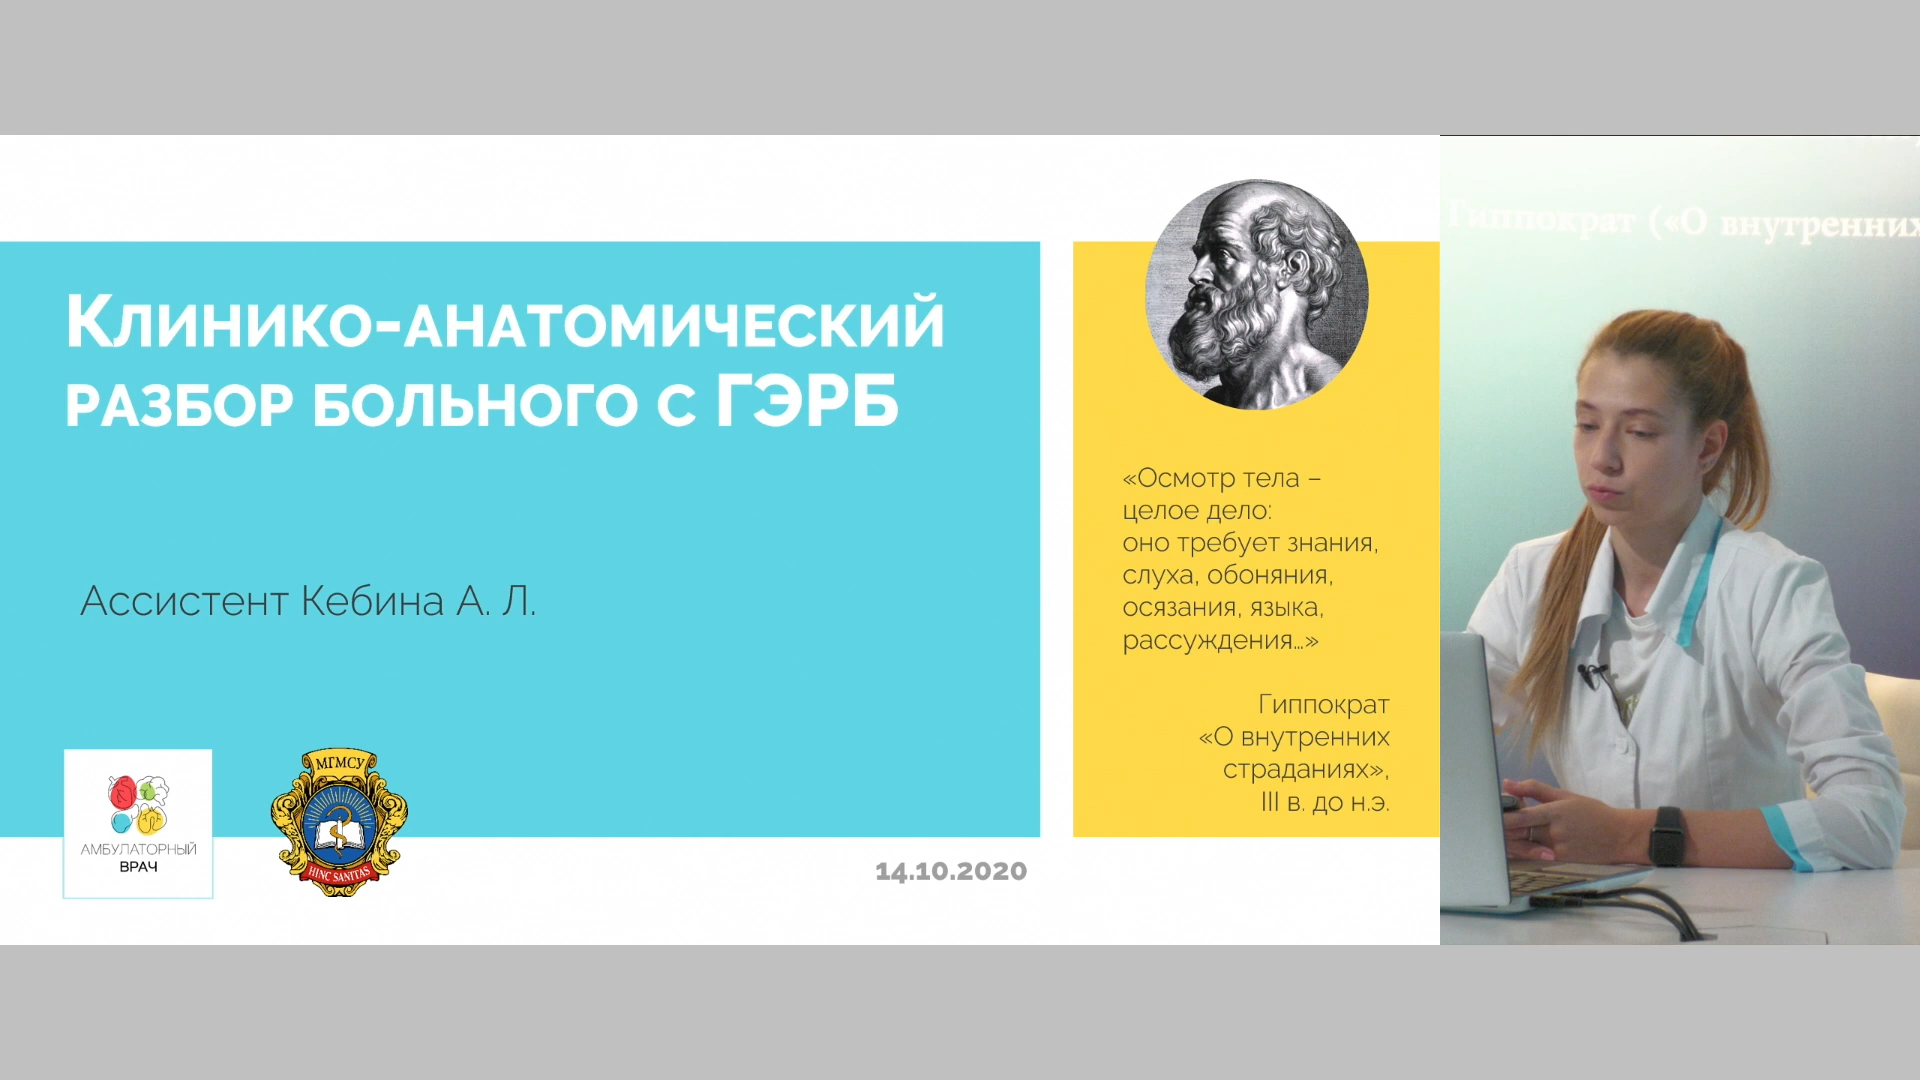 Клинико-анатомический
разбор больного с ГЭРБ
Ассистент Кебина А. Л.
АМБУЛАТОРНЫЙ
ВРАЧ
МГМСУ
HINC SANITAS
14.10.2020
«Осмотр тела –
целое дело:
оно требует знания,
слуха, обоняния,
осязания, языка,
рассуждения...»
Гиппократ
«О внутренних
страданиях»,
III в. до н.э.
Гиппократ («О внутренних